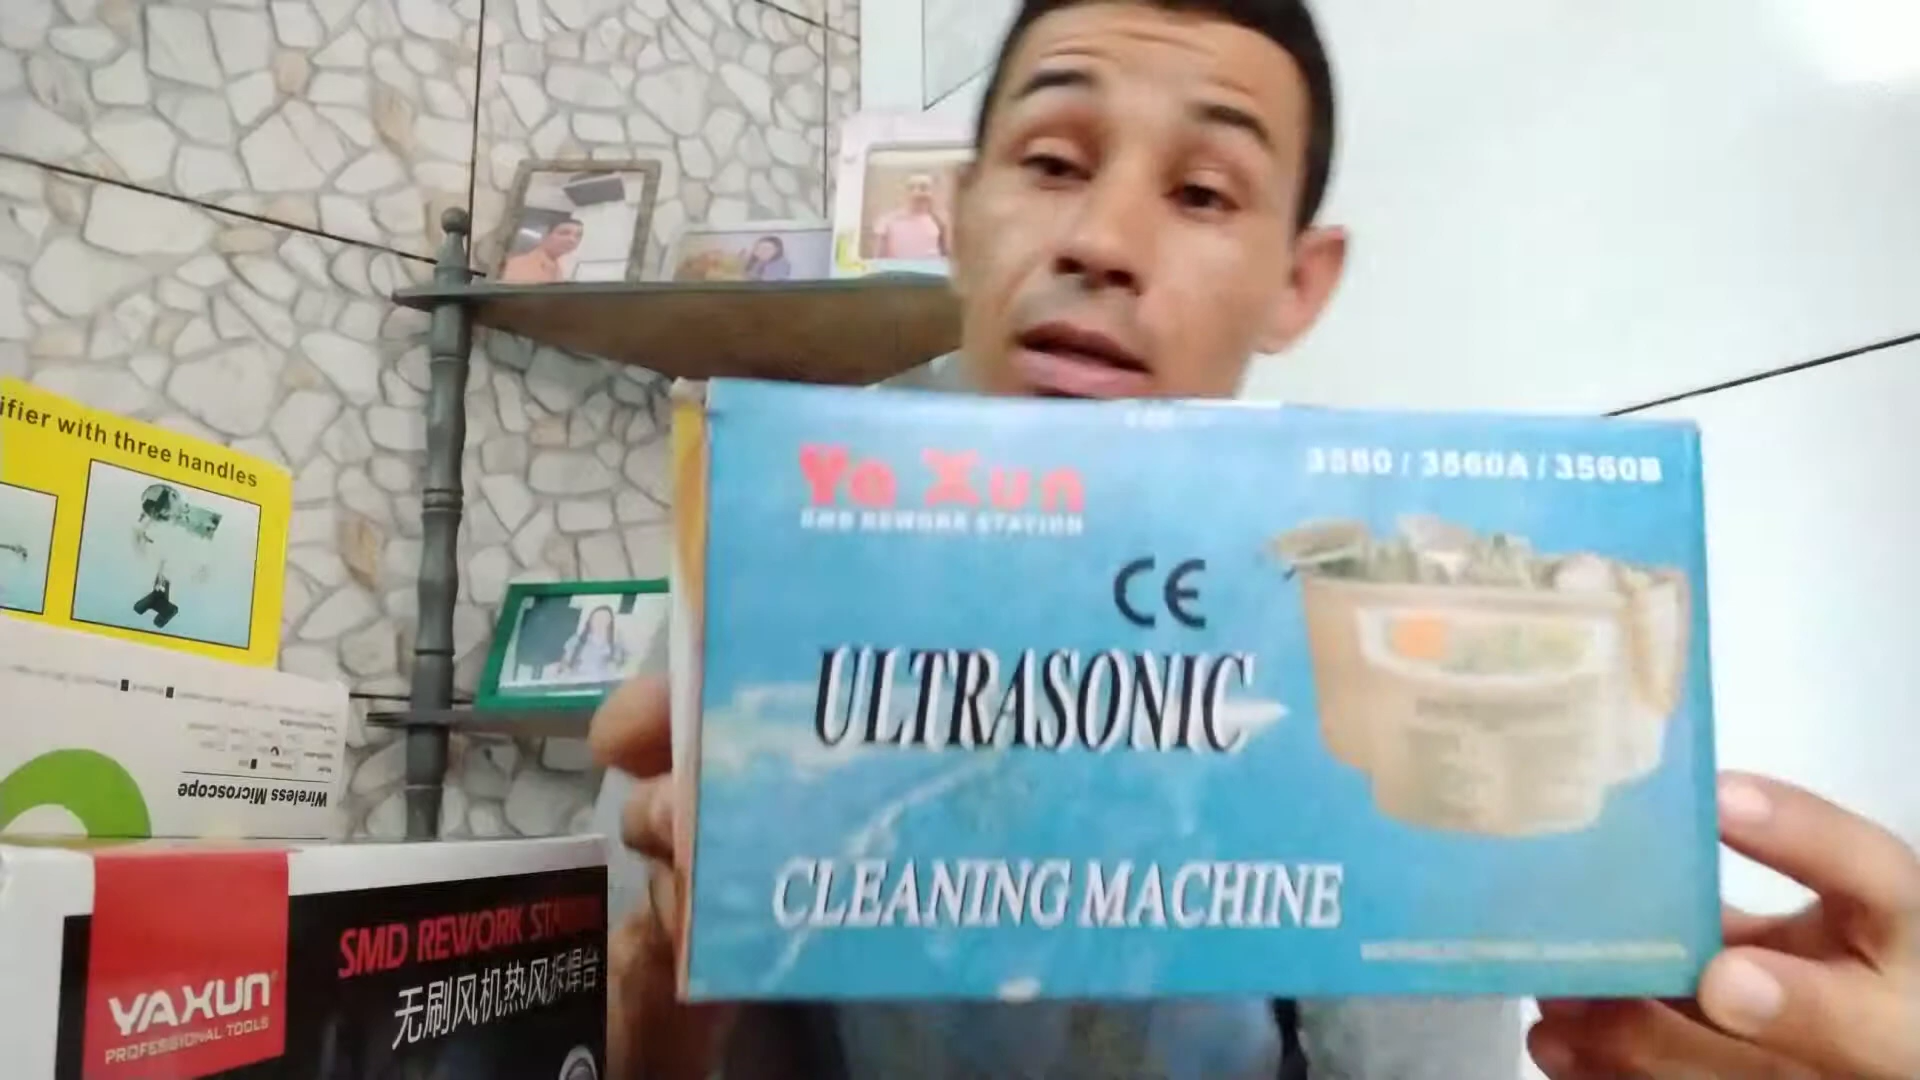 ifier with three handles
Wireless Microscope
YAXUN
PROFESSIONAL TOOLS
SMD REWORK STA
无刷风机热风拆焊台
Ya Xun
SMD REWORK STATION
3560 / 3560A / 3560B
CE
ULTRASONIC
CLEANING MACHINE